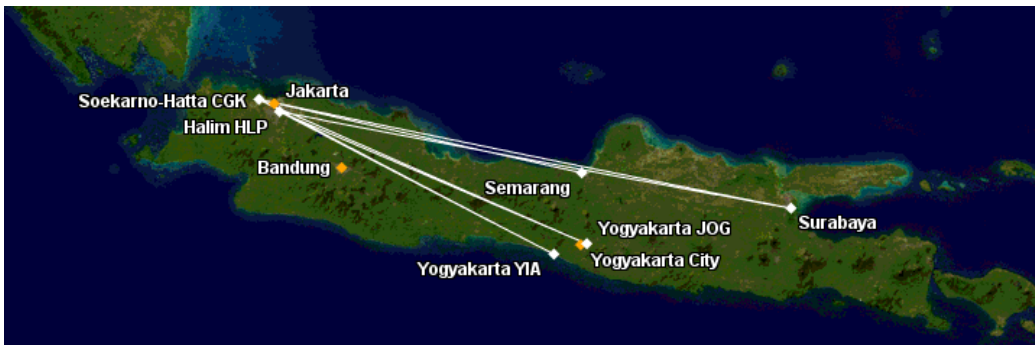 Jakarta
Soekarno-Hatta CGK
Halim HLP
Bandung
Semarang
Surabaya
Yogyakarta JOG
Yogyakarta City
Yogyakarta YIA